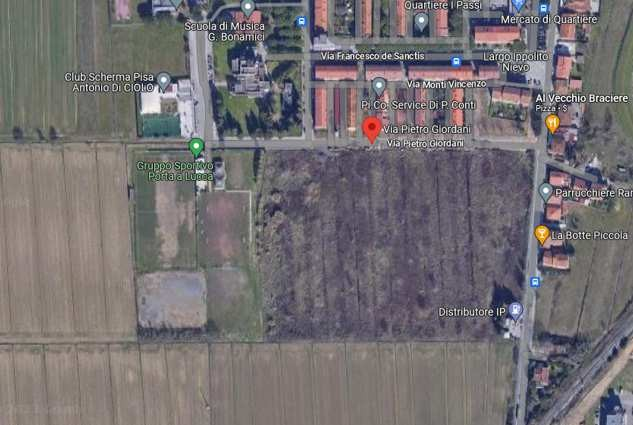 Quartiere I Passi
Mercato di Quartiere
Scuola di Musica
G. Bonamici
Via Francesco de Sanctis
Largo Ippolito
Nievo
Club Scherma Pisa
Antonio Di CIOLO
Via Monti Vincenzo
Pi.Co. Service Di P. Conti
Al Vecchio Braciere
Pizza • $
Via Pietro Giordani
Via Pietro Giordani
Gruppo Sportivo
Porta a Lucca
Parrucchiere
La Botte Piccola
Distributore IP